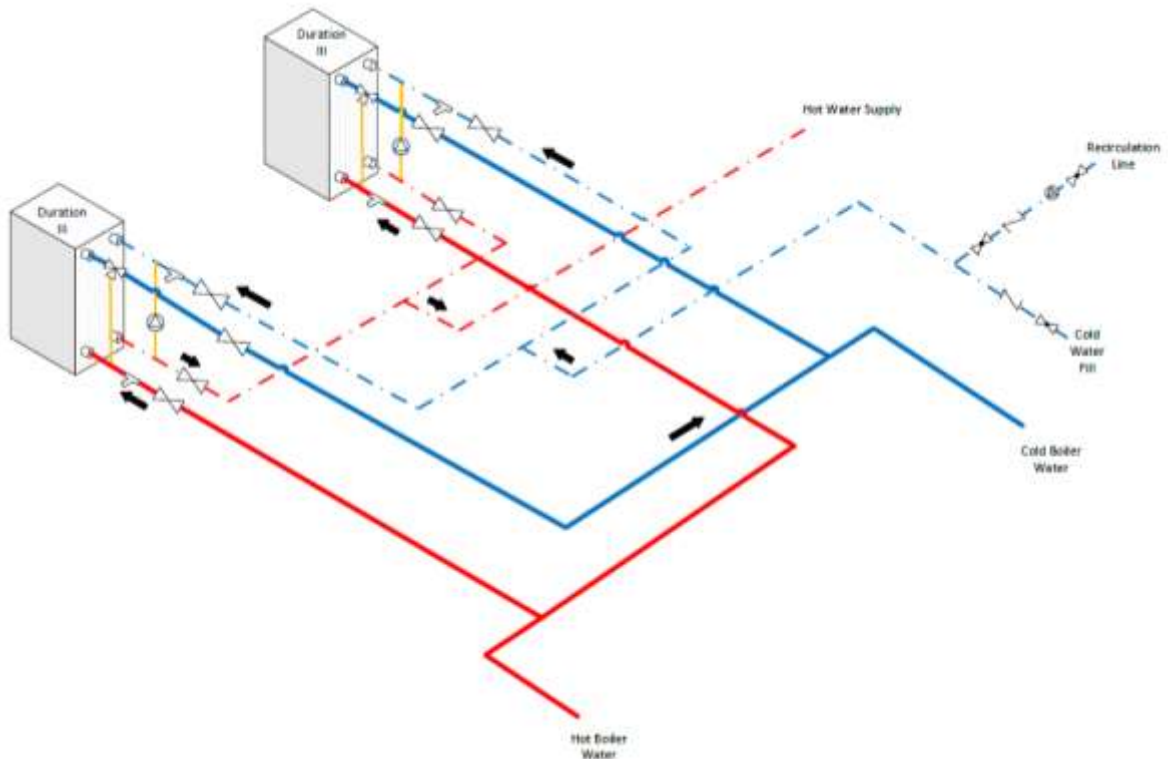 Duration
III
Hot Water Supply
Recirculation
Line
Duration
III
Cold
Water
Fill
Cold Boiler
Water
Hot Boiler
Water